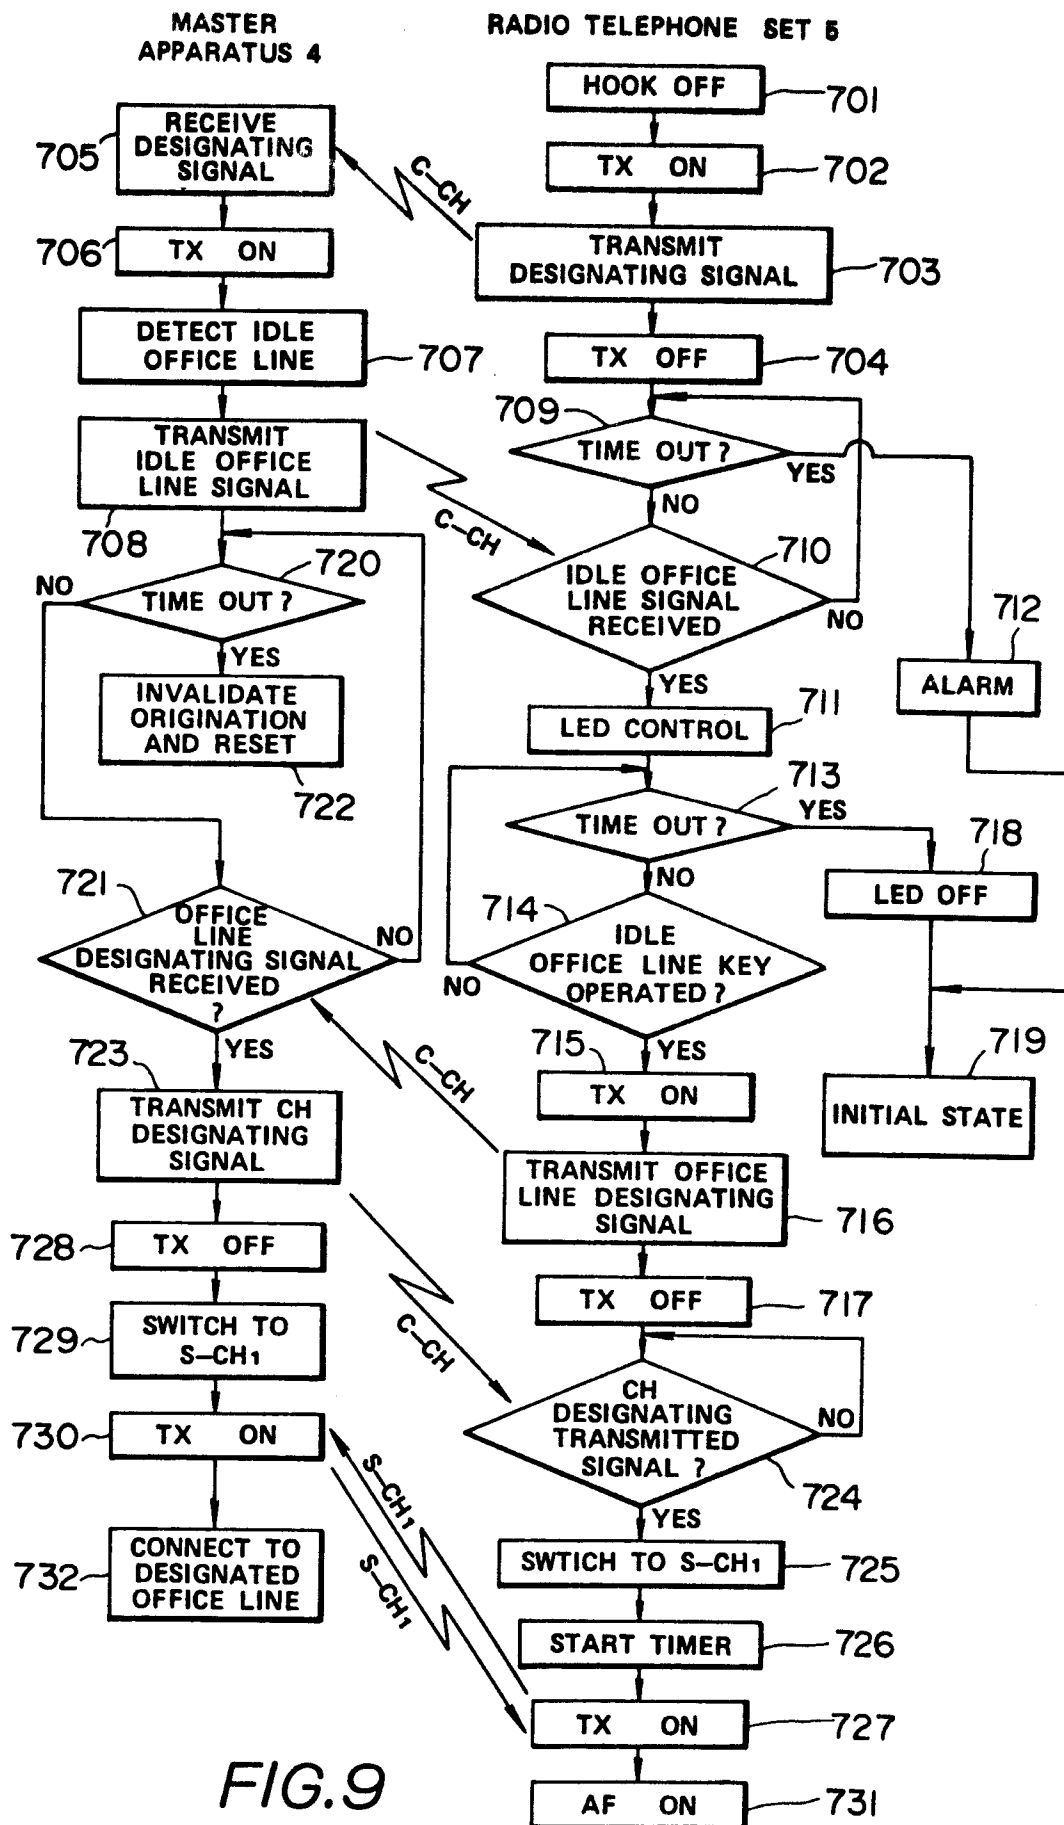 MASTER
APPARATUS 4
RADIO TELEPHONE SET 5
HOOK OFF
701
TX ON
702
TRANSMIT
DESIGNATING SIGNAL
703
TX OFF
704
RECEIVE
DESIGNATING
SIGNAL
705
C-CH
TX ON
706
DETECT IDLE
OFFICE LINE
707
TRANSMIT
IDLE OFFICE
LINE SIGNAL
708
C-CH
709
TIME OUT ?
YES
NO
710
IDLE OFFICE
LINE SIGNAL
RECEIVED
NO
YES
711
LED CONTROL
712
ALARM
713
TIME OUT ?
YES
NO
714
IDLE
OFFICE LINE KEY
OPERATED ?
NO
YES
715
TX ON
TRANSMIT OFFICE
LINE DESIGNATING
SIGNAL
716
TX OFF
717
718
LED OFF
719
INITIAL STATE
720
TIME OUT ?
NO
YES
INVALIDATE
ORIGINATION
AND RESET
722
721
OFFICE
LINE
DESIGNATING SIGNAL
RECEIVED
?
NO
YES
C-CH
723
TRANSMIT CH
DESIGNATING
SIGNAL
C-CH
728
TX OFF
729
SWITCH TO
S-CH1
730
TX ON
732
CONNECT TO
DESIGNATED
OFFICE LINE
S-CH1
S-CH1
CH
DESIGNATING
TRANSMITTED
SIGNAL ?
NO
724
YES
SWTICH TO S-CH1
725
START TIMER
726
TX ON
727
AF ON
731
FIG.9